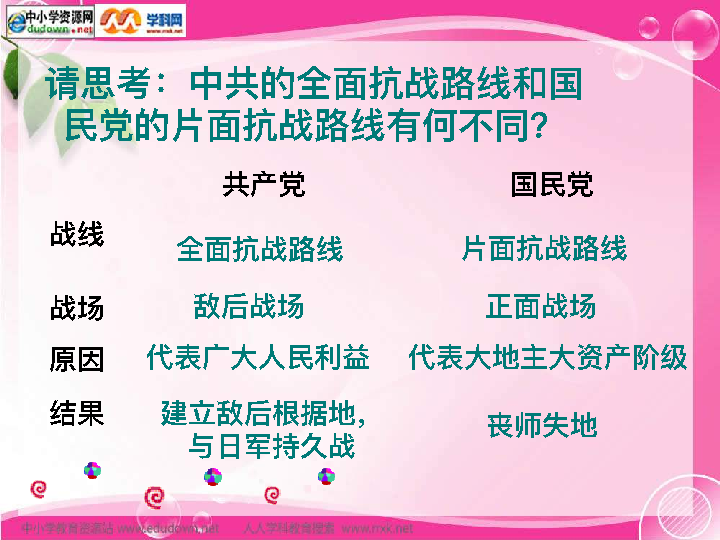 中小学资源网
edudown.net
学科网
www.nxk.net
请思考：中共的全面抗战路线和国
民党的片面抗战路线有何不同？
共产党 国民党
战线 全面抗战路线 片面抗战路线
战场 敌后战场 正面战场
原因 代表广大人民利益 代表大地主大资产阶级
结果 建立敌后根据地， 丧师失地
与日军持久战
中小学教育资源站 www.edudown.net 人人学科教育搜索 www.rrxk.net